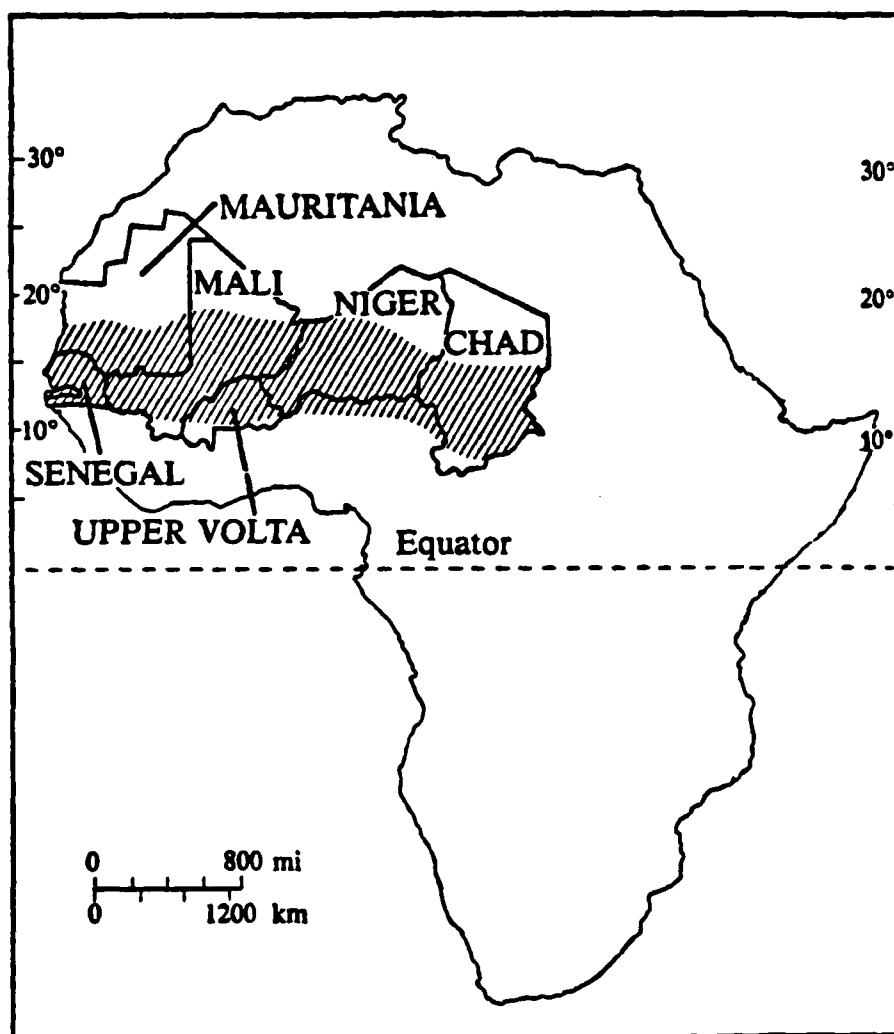 30° 30°
MAURITANIA
20° MALI NIGER 20°
CHAD
10° 10°
SENEGAL
UPPER VOLTA Equator
0 800 mi
0 1200 km